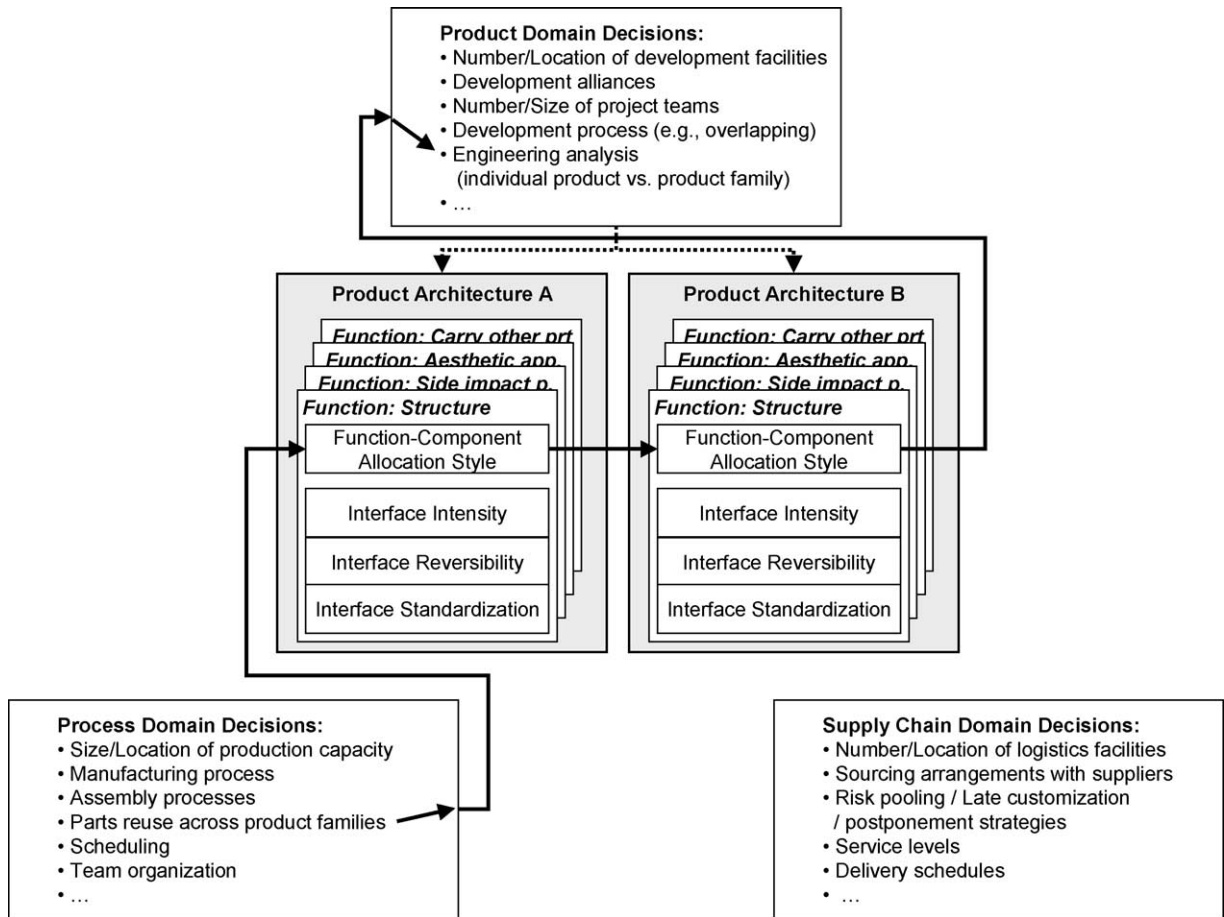 Product Domain Decisions:
• Number/Location of development facilities
• Development alliances
• Number/Size of project teams
• Development process (e.g., overlapping)
• Engineering analysis
(individual product vs. product family)
• …
Product Architecture A
Function: Carry other prt
Function: Aesthetic app.
Function: Side impact p.
Function: Structure
Function-Component
Allocation Style
Interface Intensity
Interface Reversibility
Interface Standardization
Product Architecture B
Function: Carry other prt
Function: Aesthetic app.
Function: Side impact p.
Function: Structure
Function-Component
Allocation Style
Interface Intensity
Interface Reversibility
Interface Standardization
Process Domain Decisions:
• Size/Location of production capacity
• Manufacturing process
• Assembly processes
• Parts reuse across product families
• Scheduling
• Team organization
• …
Supply Chain Domain Decisions:
• Number/Location of logistics facilities
• Sourcing arrangements with suppliers
• Risk pooling / Late customization
/ postponement strategies
• Service levels
• Delivery schedules
• …